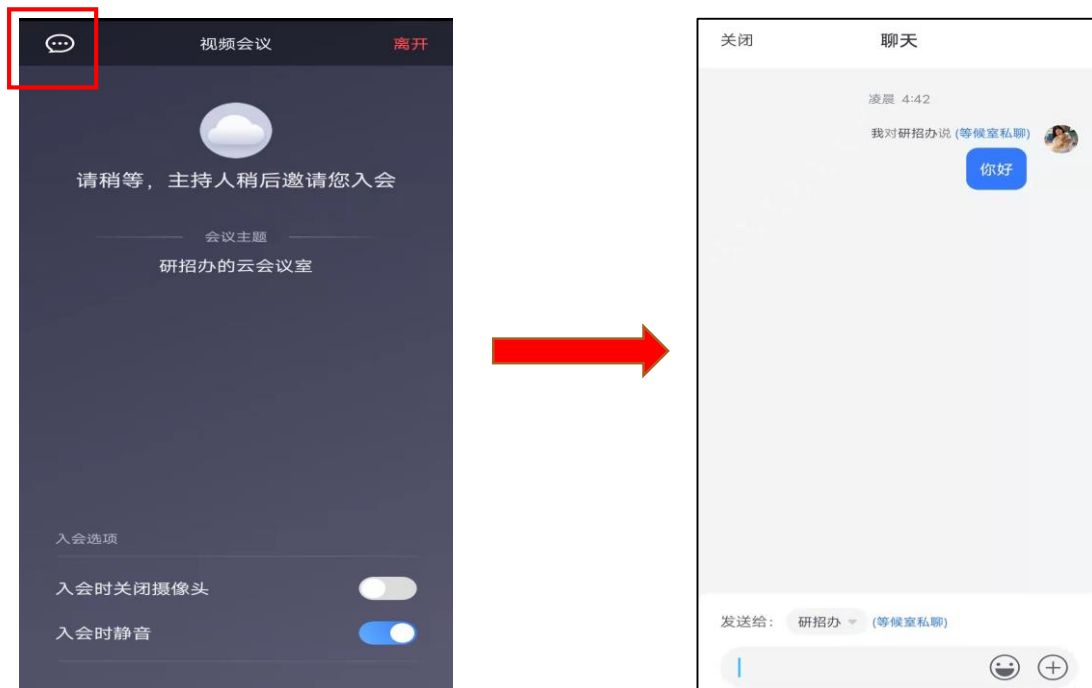 视频会议
离开
请稍等，主持人稍后邀请您入会
会议主题
研招办的云会议室
入会选项
入会时关闭摄像头
入会时静音
关闭
聊天
凌晨 4:42
我对研招办说 (等候室私聊)
你好
发送给： 研招办 (等候室私聊)